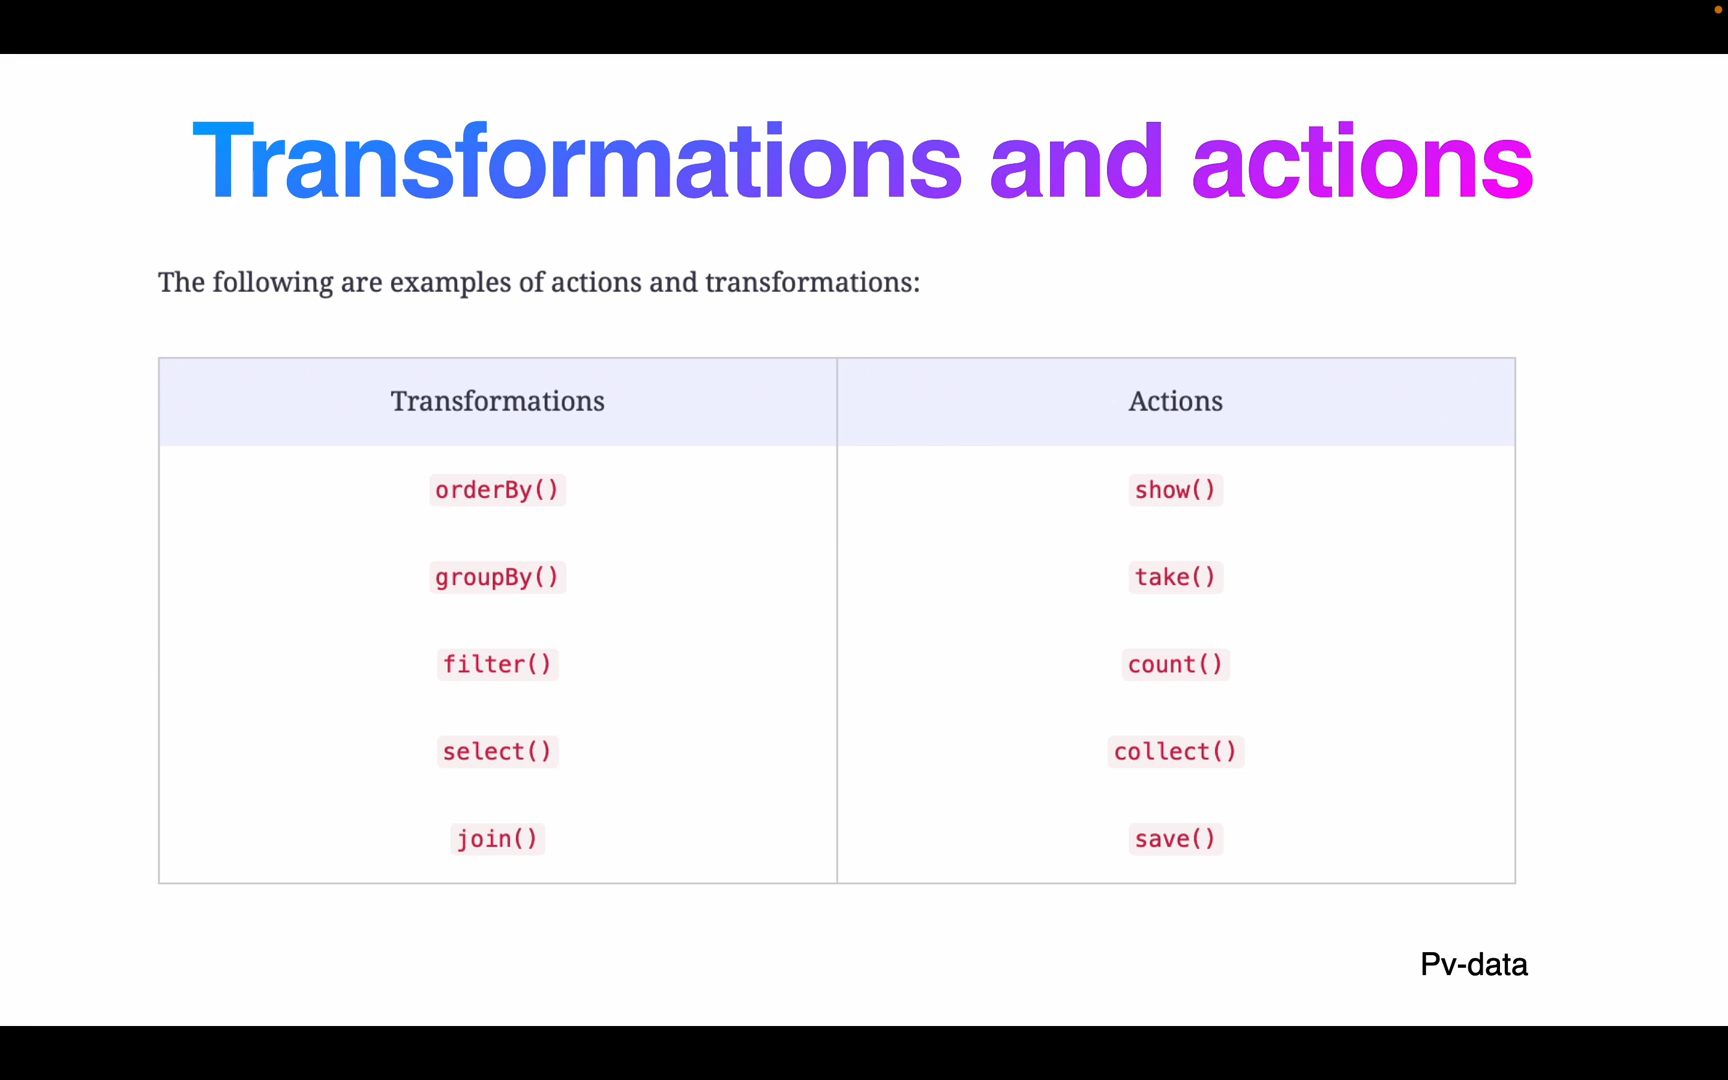 Transformations and actions
The following are examples of actions and transformations:
Transformations Actions
orderBy() show()
groupBy() take()
filter() count()
select() collect()
join() save()
Pv-data